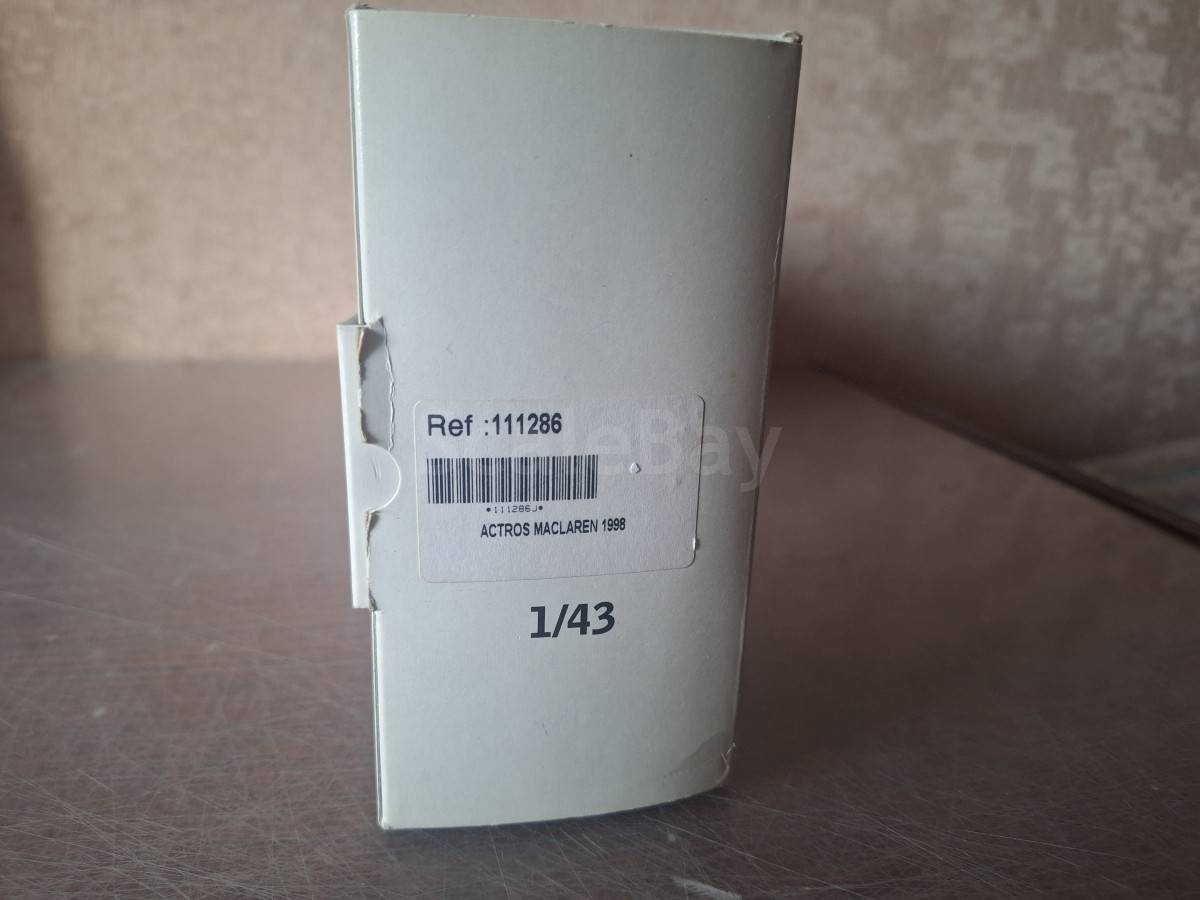 Ref :111286
*111286J*
ACTROS MACLAREN 1998
1/43